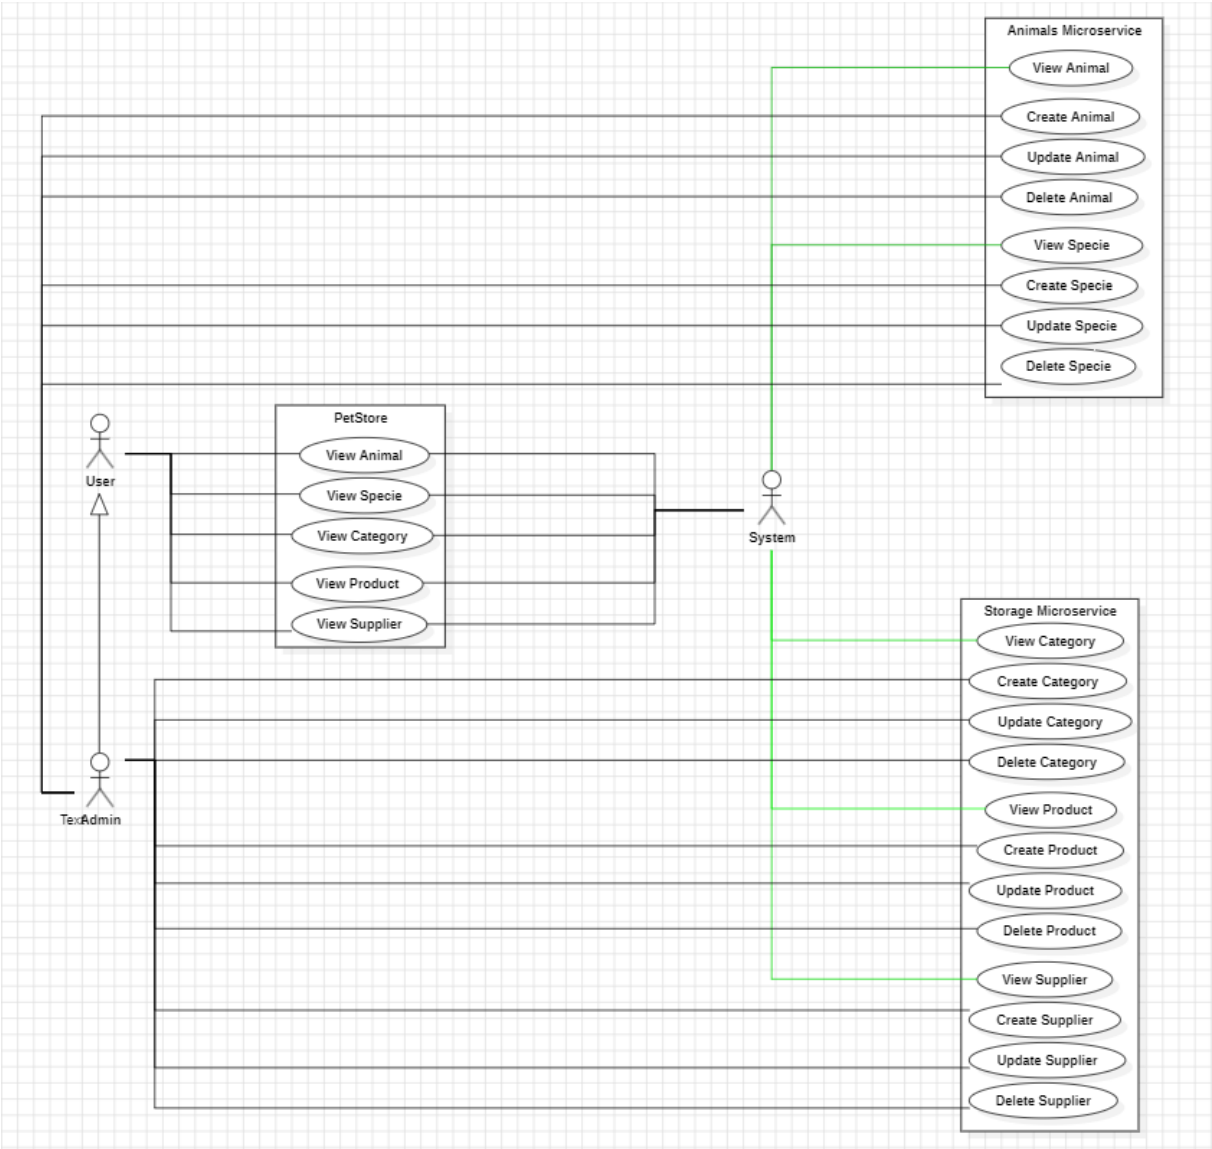 Animals Microservice
View Animal
Create Animal
Update Animal
Delete Animal
View Specie
Create Specie
Update Specie
Delete Specie
User
PetStore
View Animal
View Specie
View Category
View Product
View Supplier
System
Admin
Storage Microservice
View Category
Create Category
Update Category
Delete Category
View Product
Create Product
Update Product
Delete Product
View Supplier
Create Supplier
Update Supplier
Delete Supplier